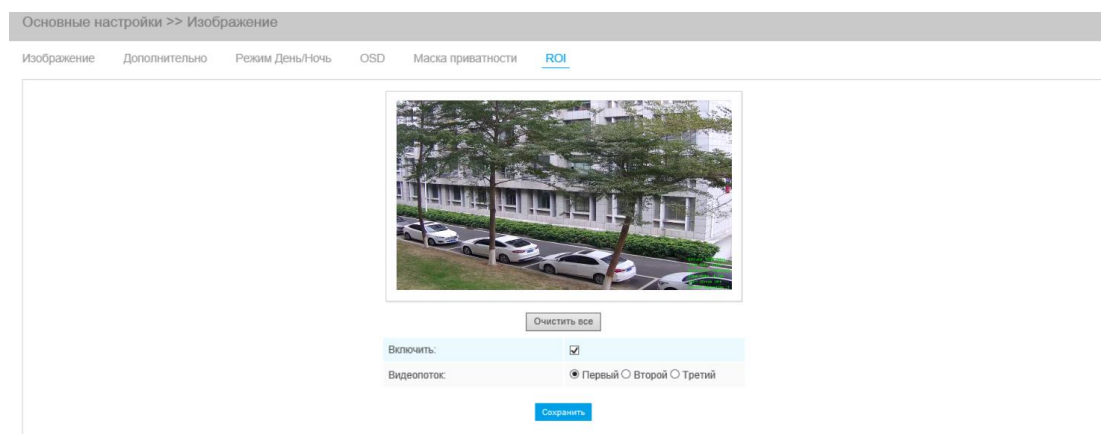 Основные настройки >> Изображение
Изображение Дополнительно Режим День/Ночь OSD Маска приватности ROI
Очистить все
Включить:
Видеопоток: Первый Второй Третий
Сохранить